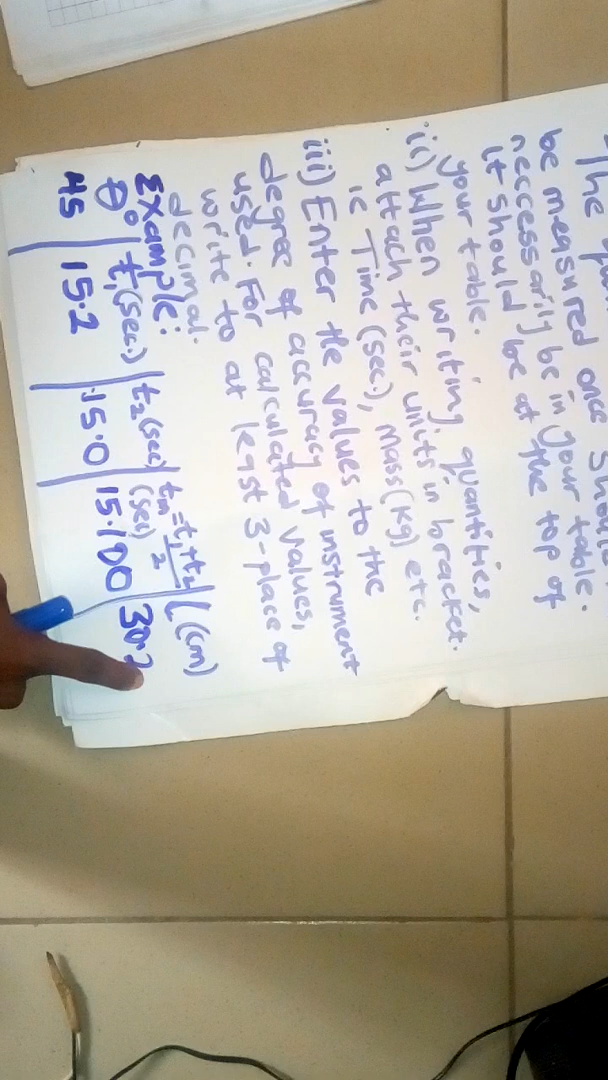 The
be measured once should
neccessarily be in your table.
it should be at the top of
your table.
ii) When writing quantities,
attach their units in bracket.
ie Time (sec), mass(kg) etc.
iii) Enter the values to the
degree of accuracy of instrument
used. For calculated values,
write to at least 3-place of
decimal.
Example:
θ° | t₁ (sec.) | t₂ (sec) | tₘ = t₁+t₂/2 (sec) | L (cm)
45 | 15.2 | 15.0 | 15.100 | 30.2